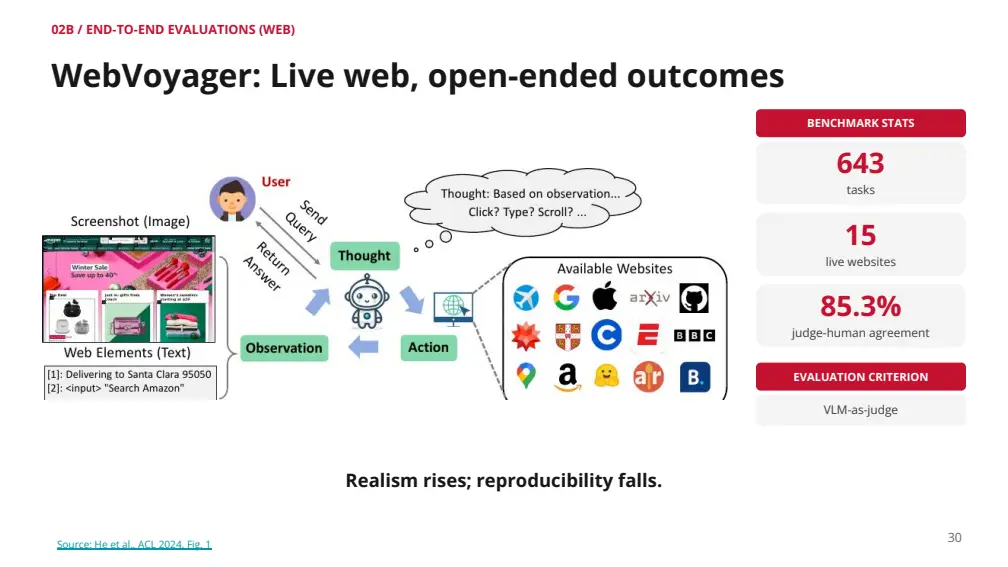 02B / END-TO-END EVALUATIONS (WEB)
WebVoyager: Live web, open-ended outcomes
User
Send
Query
Return
Answer
Thought: Based on observation...
Click? Type? Scroll? ...
Screenshot (Image)
Winter Sale
Save up to 40%
Web Elements (Text)
[1]: Delivering to Santa Clara 95050
[2]: <input> "Search Amazon"
Thought
Observation
Action
Available Websites
arXiv
BBC
a
ar
B.
BENCHMARK STATS
643
tasks
15
live websites
85.3%
judge-human agreement
EVALUATION CRITERION
VLM-as-judge
Realism rises; reproducibility falls.
Source: He et al., ACL 2024, Fig. 1
30